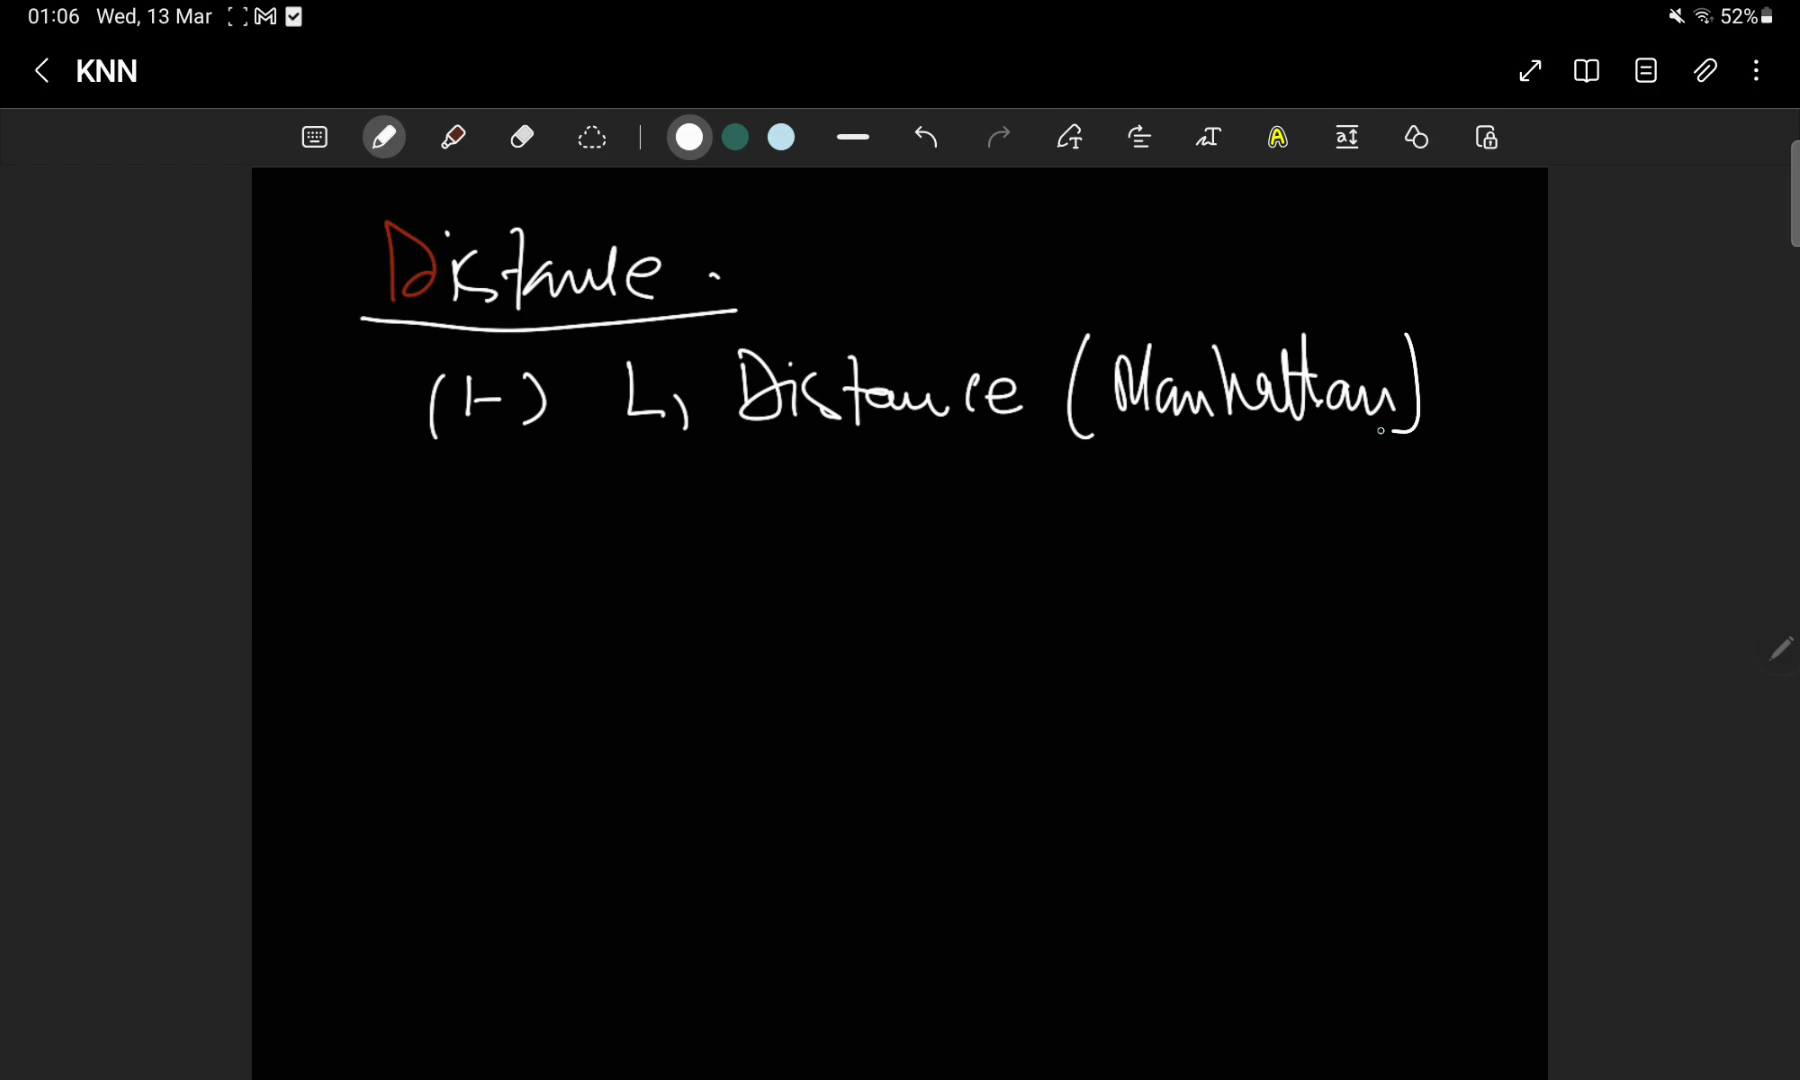 01:06 Wed, 13 Mar 52%
KNN
Distance.
(1-) L1 Distance (Manhattan)